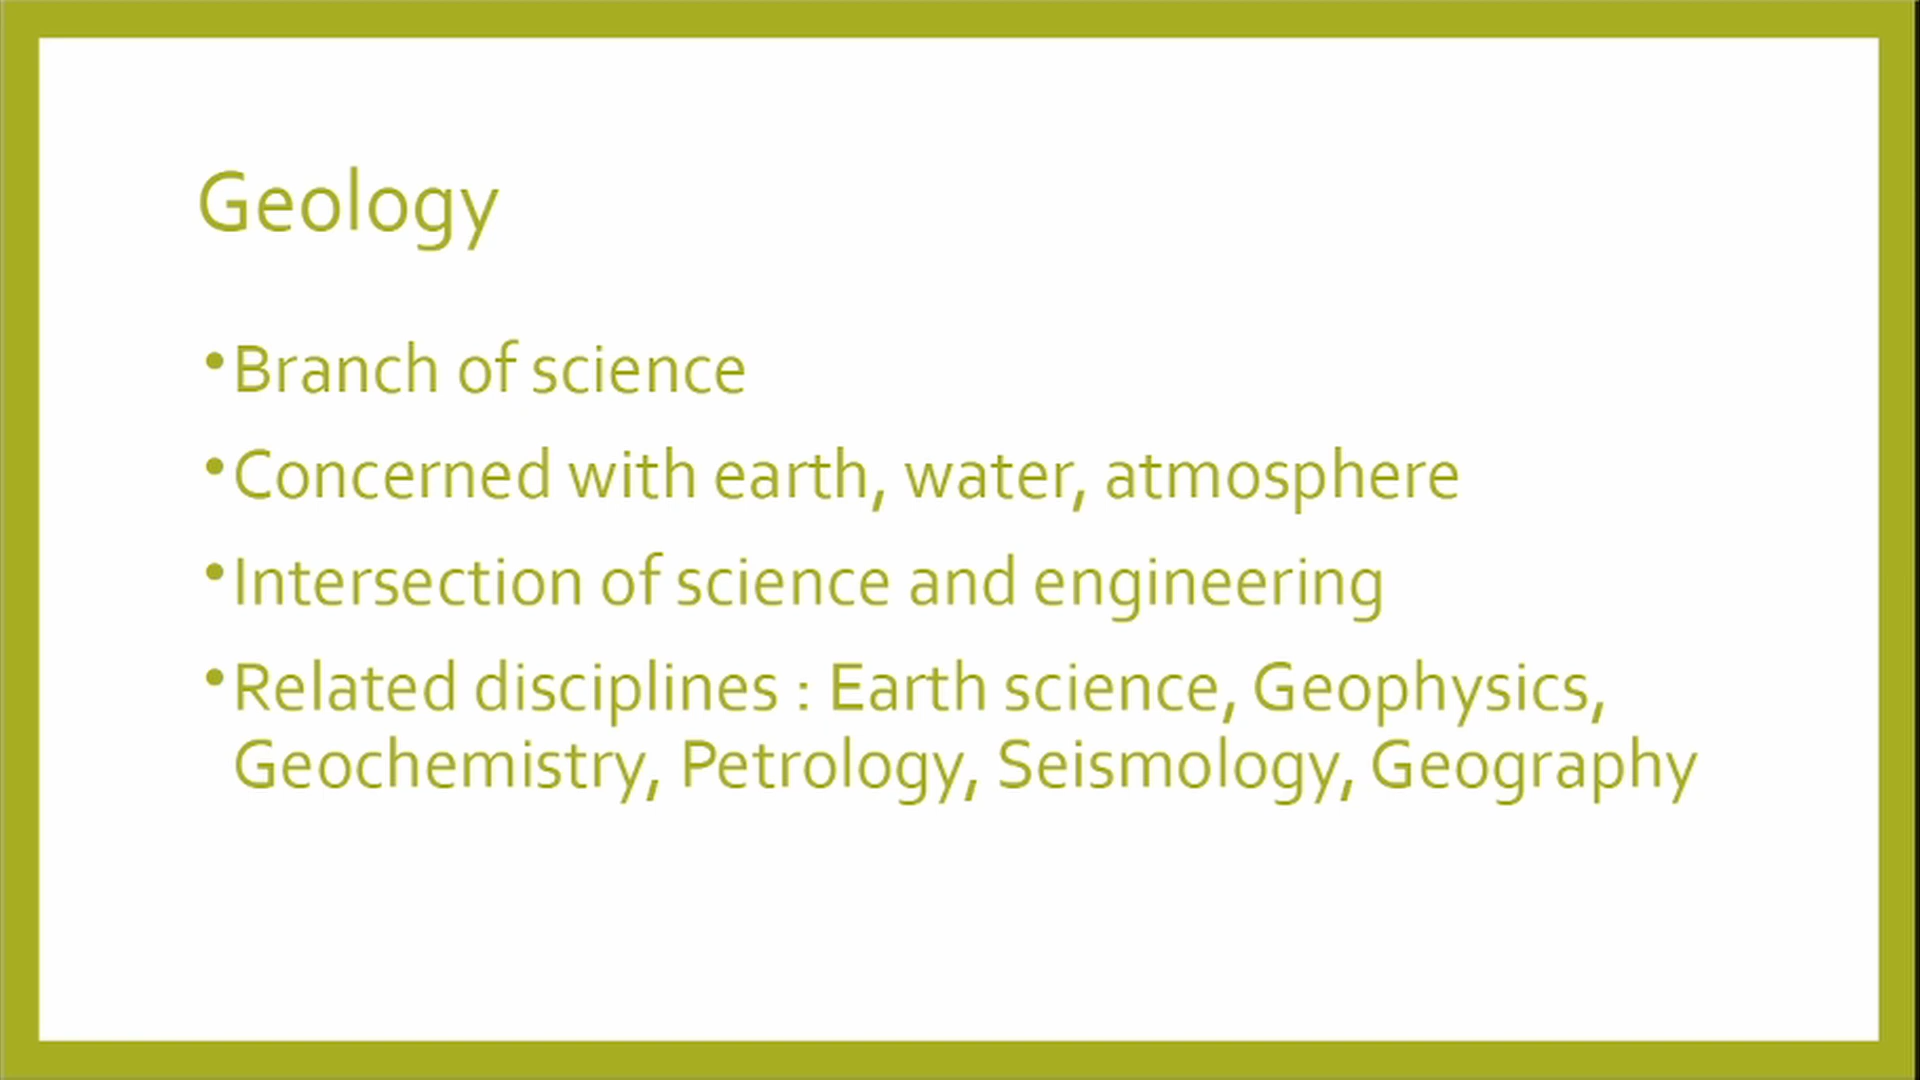 Geology
•Branch of science
•Concerned with earth, water, atmosphere
•Intersection of science and engineering
•Related disciplines : Earth science, Geophysics,
Geochemistry, Petrology, Seismology, Geography